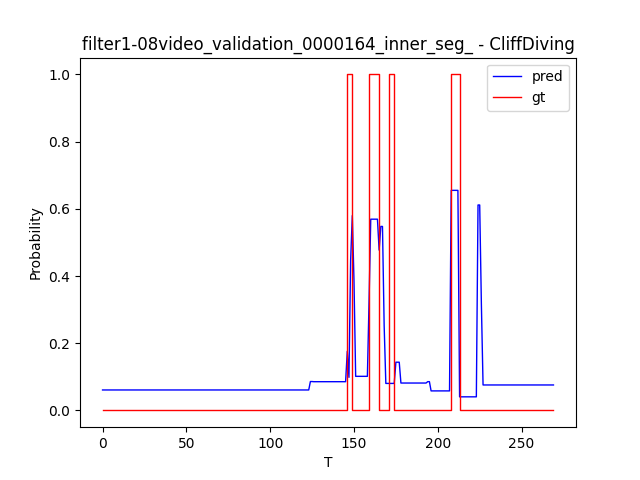 filter1-08video_validation_0000164_inner_seg_ - CliffDiving
pred
gt
1.0
0.8
0.6
0.4
0.2
0.0
Probability
0
50
100
150
200
250
T